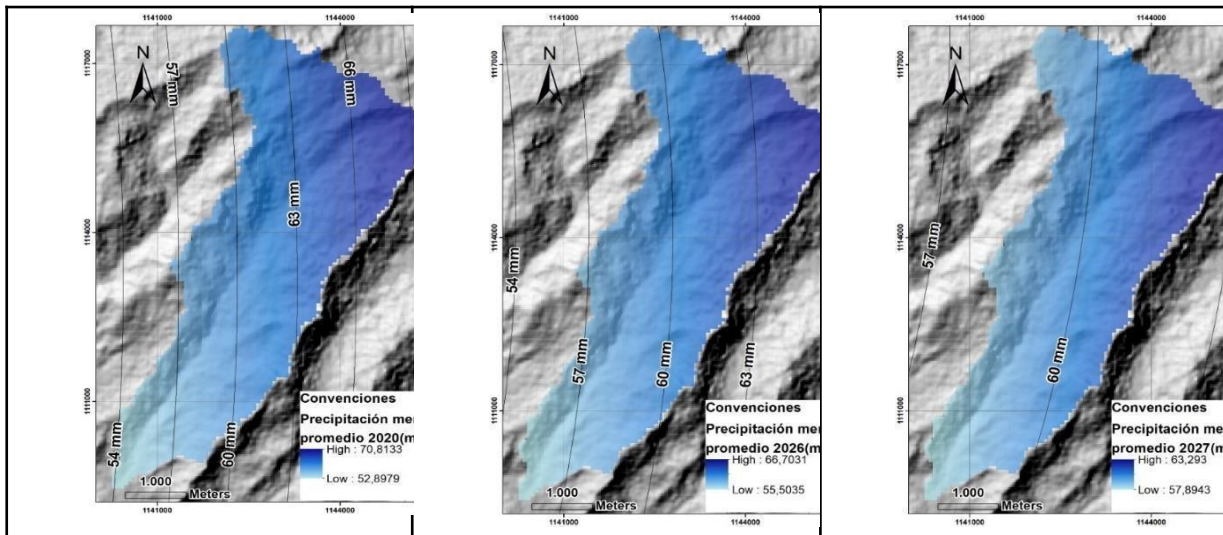 1141000 1144000
1117000
N
57 mm
66 mm
63 mm
1114000
1111000
54 mm
60 mm
Convenciones
Precipitación me
promedio 2020(m
High : 70,8133
Low : 52,8979
1.000
Meters
1141000 1144000
1141000 1144000
1117000
N
1114000
54 mm
57 mm
60 mm
63 mm
1111000
Convenciones
Precipitación me
promedio 2026(m
High : 66,7031
Low : 55,5035
1.000
Meters
1141000 1144000
1141000 1144000
1117000
N
1114000
57 mm
60 mm
1111000
Convenciones
Precipitación me
promedio 2027(m
High : 63,293
Low : 57,8943
1.000
Meters
1141000 1144000